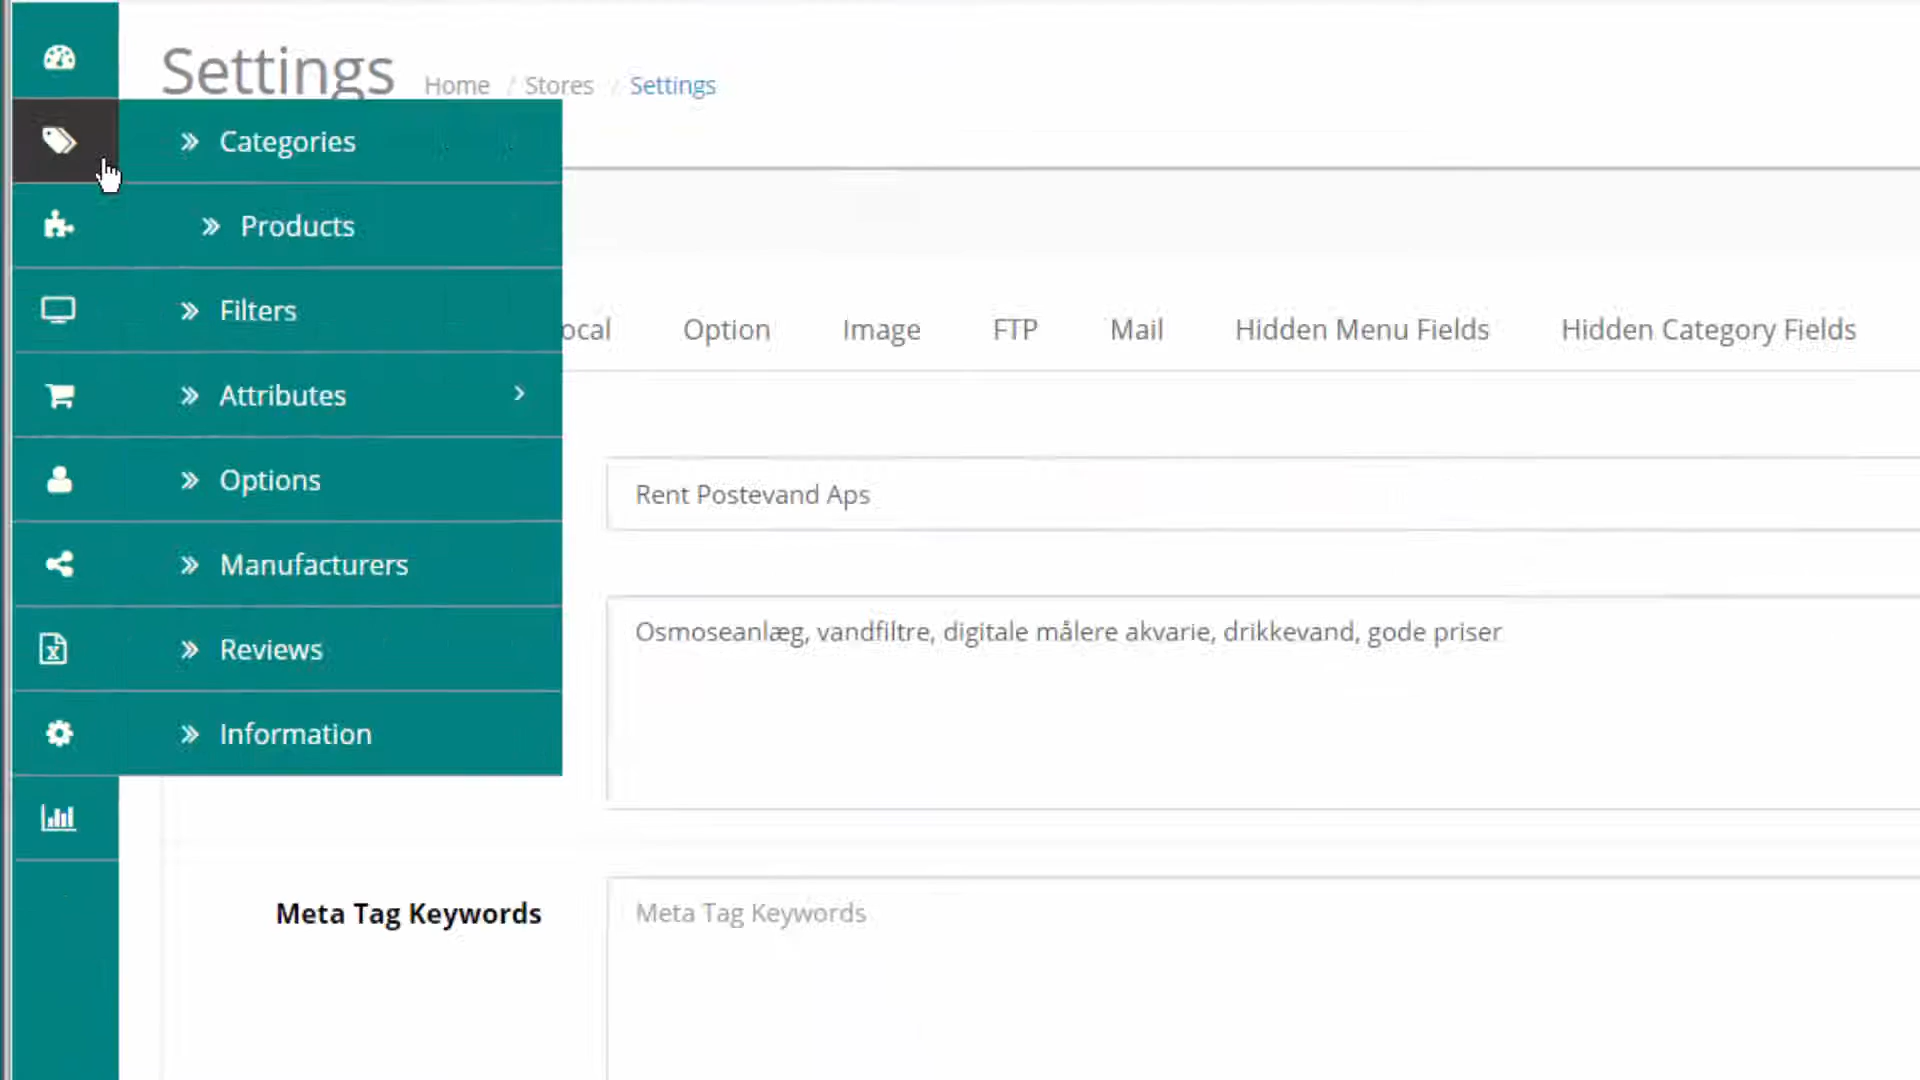 Settings Home / Stores / Settings
Categories
Products
Filters
Attributes
Options
Manufacturers
Reviews
Information
ocal Option Image FTP Mail Hidden Menu Fields Hidden Category Fields
Rent Postevand Aps
Osmoseanlæg, vandfiltre, digitale målere akvarie, drikkevand, gode priser
Meta Tag Keywords
Meta Tag Keywords